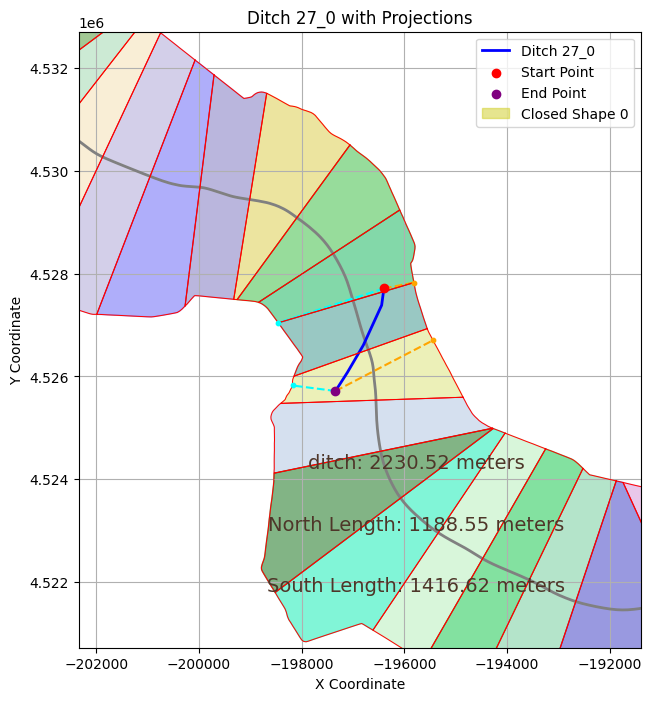 Ditch 27_0 with Projections
1e6
Ditch 27_0
Start Point
End Point
Closed Shape 0
4.532
4.530
4.528
4.526
4.524
4.522
Y Coordinate
ditch: 2230.52 meters
North Length: 1188.55 meters
South Length: 1416.62 meters
−202000 −200000 −198000 −196000 −194000 −192000
X Coordinate